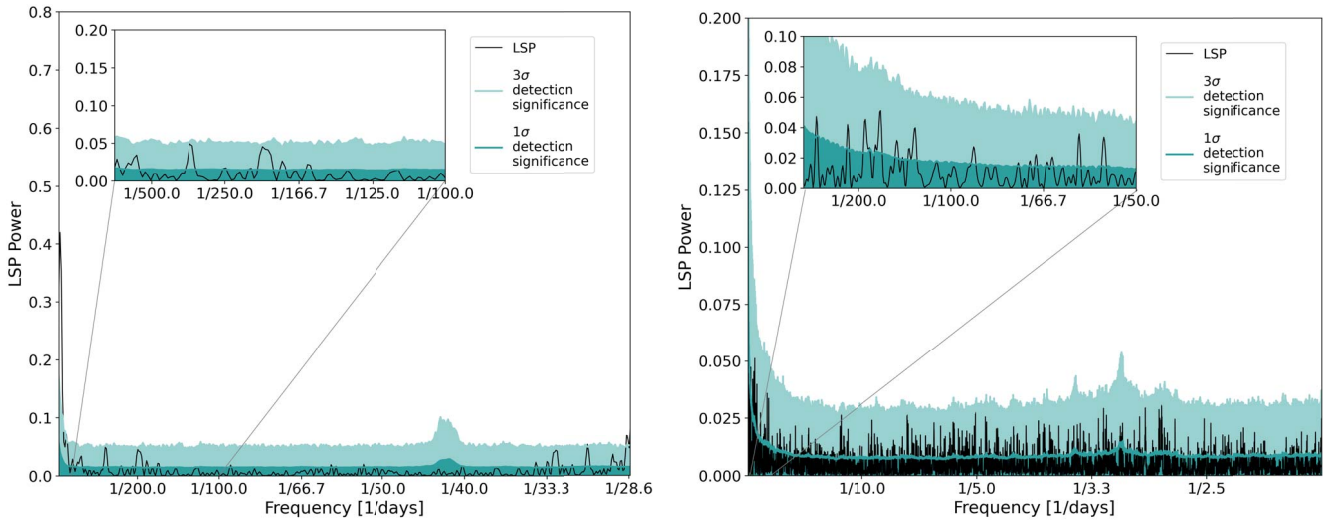 0.8
0.7
0.6
0.5
0.4
0.3
0.2
0.1
0.0
LSP Power
0.20
0.15
0.10
0.05
0.00
1/500.0 1/250.0 1/166.7 1/125.0 1/100.0
LSP
3σ
detection
significance
1σ
detection
significance
1/200.0 1/100.0 1/66.7 1/50.0 1/40.0 1/33.3 1/28.6
Frequency [1/days]
0.200
0.175
0.150
0.125
0.100
0.075
0.050
0.025
0.000
LSP Power
0.10
0.08
0.06
0.04
0.02
0.00
1/200.0 1/100.0 1/66.7 1/50.0
LSP
3σ
detection
significance
1σ
detection
significance
1/10.0 1/5.0 1/3.3 1/2.5
Frequency [1/days]